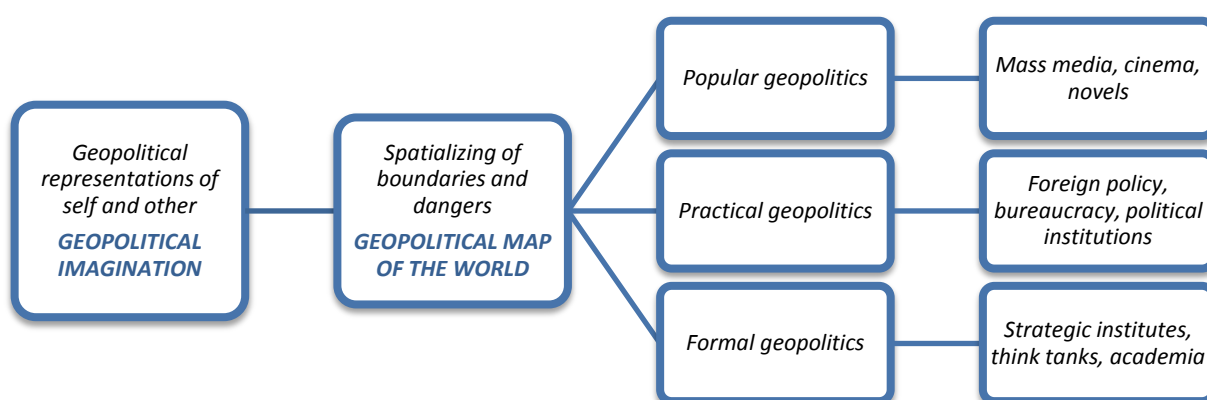 Geopolitical
representations of
self and other
GEOPOLITICAL
IMAGINATION
Spatializing of
boundaries and
dangers
GEOPOLITICAL MAP
OF THE WORLD
Popular geopolitics
Mass media, cinema,
novels
Practical geopolitics
Foreign policy,
bureaucracy, political
institutions
Formal geopolitics
Strategic institutes,
think tanks, academia